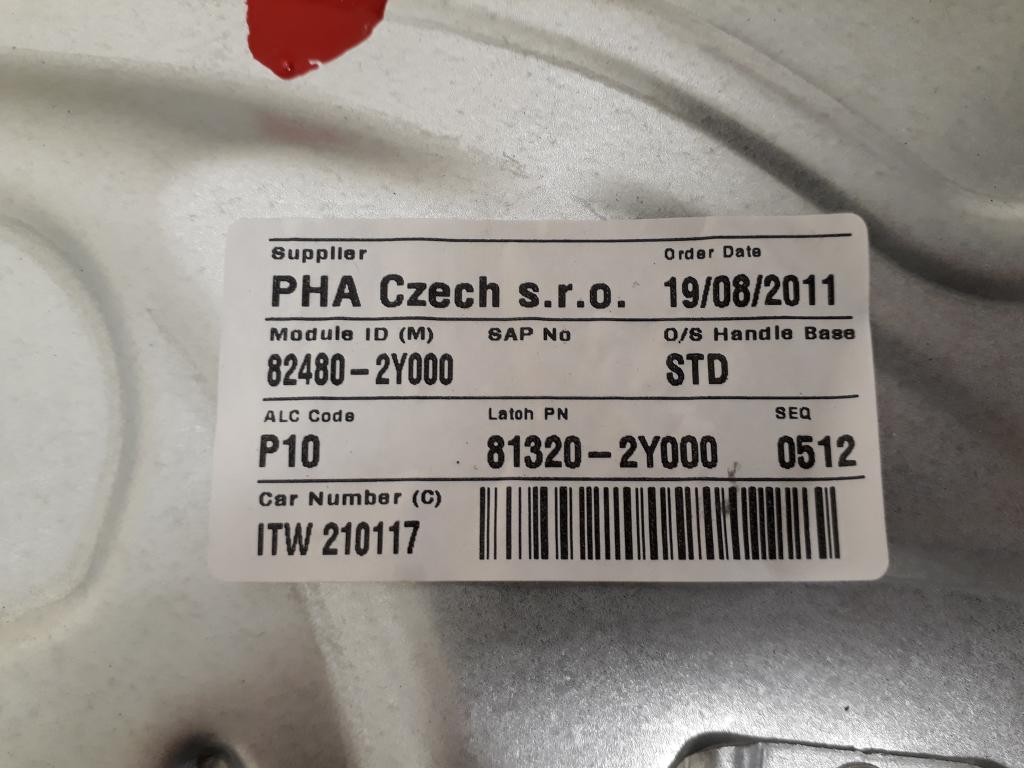 Supplier Order Date
PHA Czech s.r.o. 19/08/2011
Module ID (M) SAP No O/S Handle Base
82480-2Y000 STD
ALC Code Latch PN SEQ
P10 81320-2Y000 0512
Car Number (C)
ITW 210117